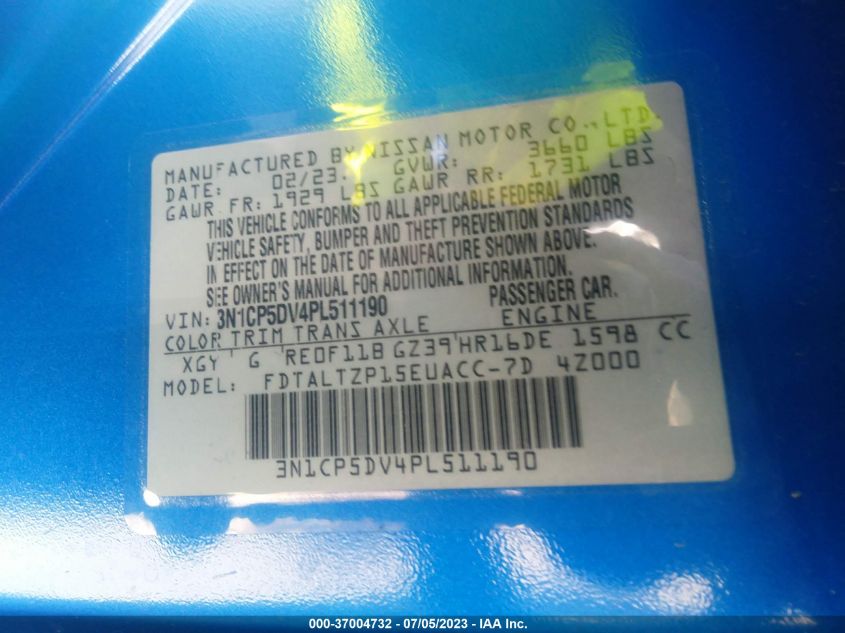 MANUFACTURED BY NISSAN MOTOR CO.,LTD.
DATE: 02/23 GVWR: 3660 LBS
GAWR FR: 1929 LBS GAWR RR: 1731 LBS
THIS VEHICLE CONFORMS TO ALL APPLICABLE FEDERAL MOTOR
VEHICLE SAFETY, BUMPER AND THEFT PREVENTION STANDARDS
IN EFFECT ON THE DATE OF MANUFACTURE SHOWN ABOVE.
SEE OWNERS MANUAL FOR ADDITIONAL INFORMATION.
VIN: 3N1CP5DV4PL511190 PASSENGER CAR.
COLOR TRIM TRANS AXLE ENGINE
XGY G RE0F11B GZ39 HR16DE 1598 CC
MODEL: FDTALTZP15EUACC-7D 4Z000
3N1CP5DV4PL511190
000-37004732 - 07/05/2023 - IAA Inc.